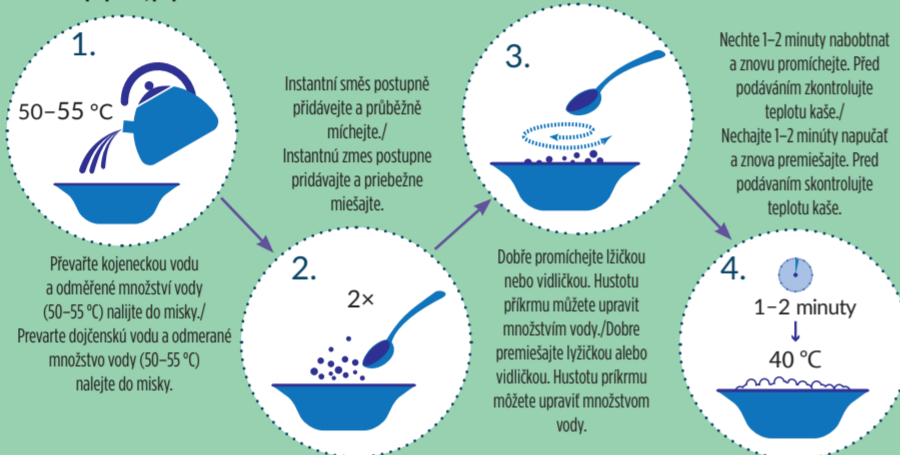 1.
50–55 °C
Převařte kojeneckou vodu
a odměřené množství vody
(50–55 °C) nalijte do misky./
Prevarte dojčenskú vodu a odmerané
množstvo vody (50–55 °C)
nalejte do misky.
Instantní směs postupně
přidávejte a průběžně
míchejte./
Instantnú zmes postupne
pridávajte a priebežne
miešajte.
2.
2×
3.
Dobře promíchejte lžičkou
nebo vidličkou. Hustotu
příkrmu můžete upravit
množstvím vody./Dobre
premiešajte lyžičkou alebo
vidličkou. Hustotu príkrmu
môžete upraviť množstvom
vody.
Nechte 1–2 minuty nabobtnat
a znovu promíchejte. Před
podáváním zkontrolujte
teplotu kaše./
Nechajte 1–2 minúty napučať
a znova premiešajte. Pred
podávaním skontrolujte
teplotu kaše.
4.
1–2 minuty
40 °C